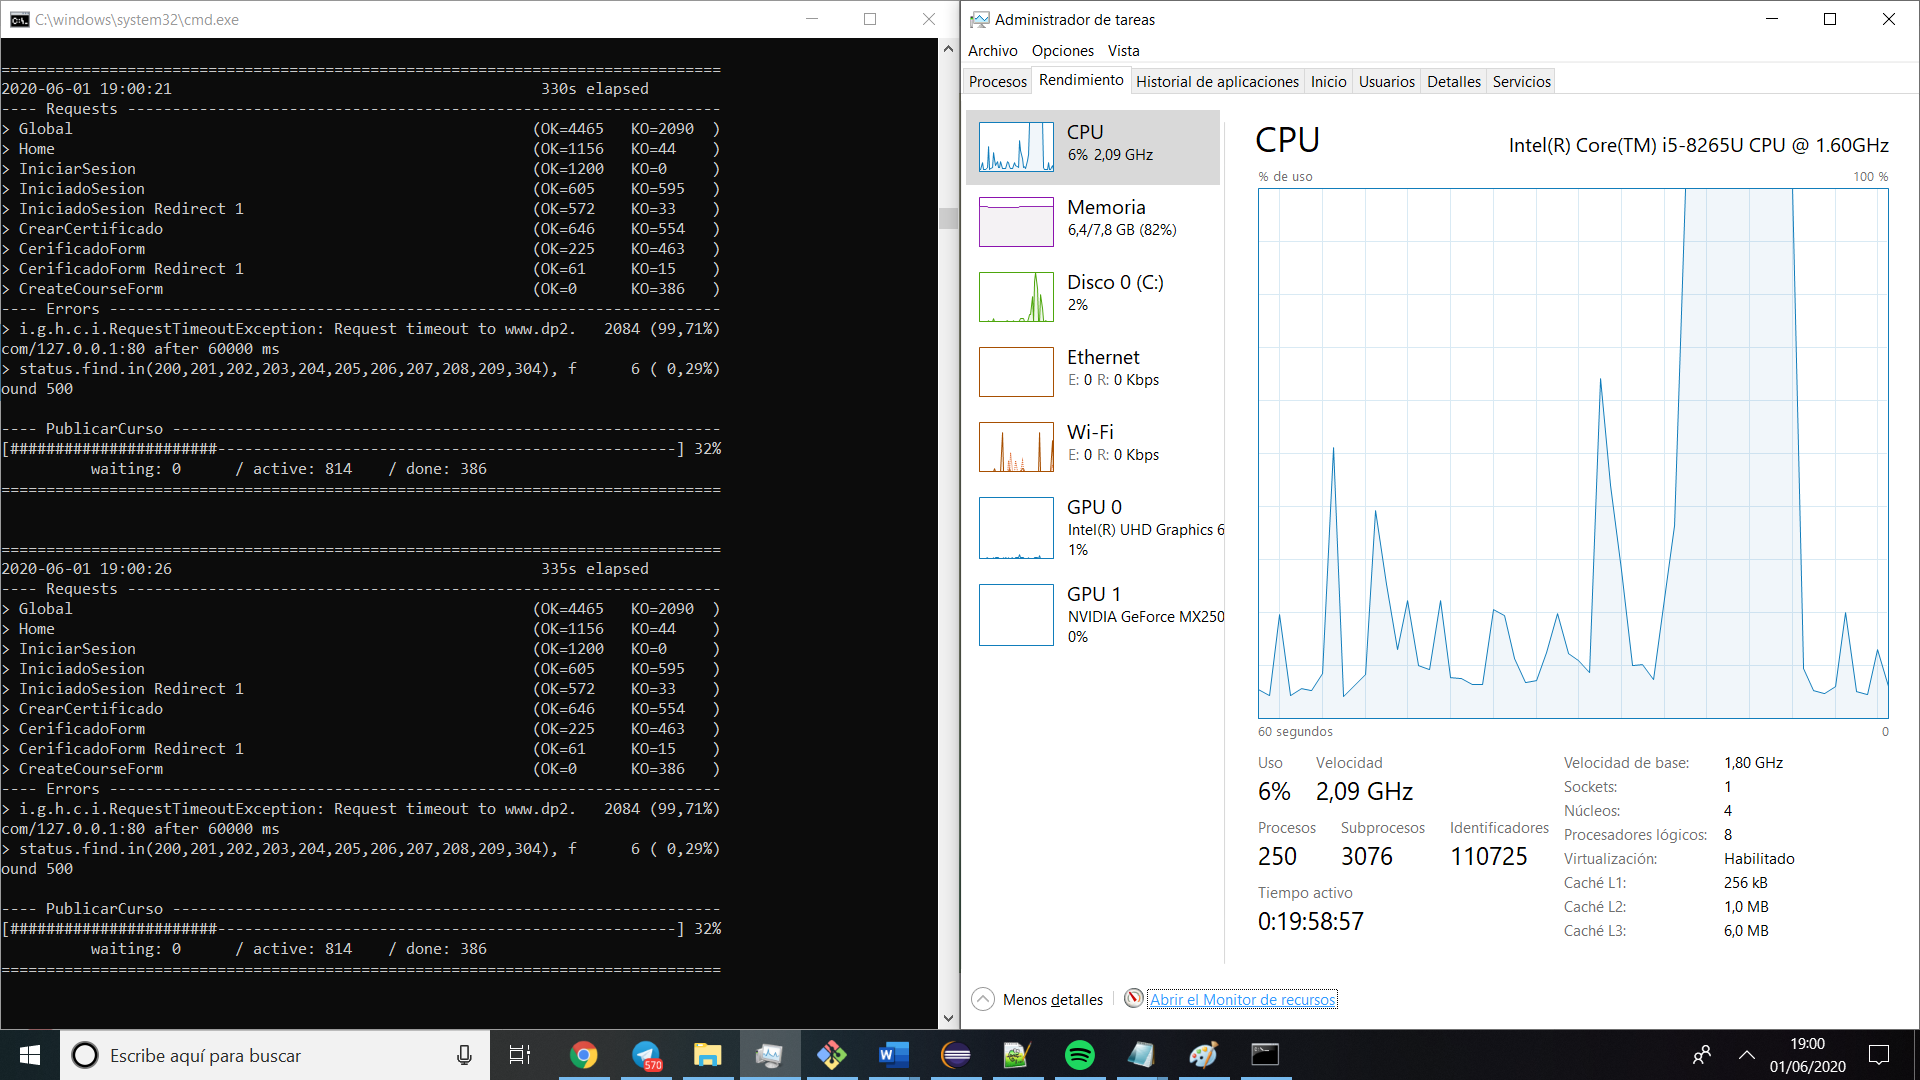 C:\windows\system32\cmd.exe
================================================================================
2020-06-01 19:00:21                                         330s elapsed
---- Requests ------------------------------------------------------------------
> Global                                                   (OK=4465   KO=2090  )
> Home                                                     (OK=1156   KO=44    )
> IniciarSesion                                            (OK=1200   KO=0     )
> IniciadoSesion                                           (OK=605    KO=595   )
> IniciadoSesion Redirect 1                                (OK=572    KO=33    )
> CrearCertificado                                         (OK=646    KO=554   )
> CerificadoForm                                           (OK=225    KO=463   )
> CerificadoForm Redirect 1                                (OK=61     KO=15    )
> CreateCourseForm                                         (OK=0      KO=386   )
---- Errors --------------------------------------------------------------------
> i.g.h.c.i.RequestTimeoutException: Request timeout to www.dp2.   2084 (99,71%)
com/127.0.0.1:80 after 60000 ms
> status.find.in(200,201,202,203,204,205,206,207,208,209,304), f      6 ( 0,29%)
ound 500
---- PublicarCurso -------------------------------------------------------------
[#######################---------------------------------------------------] 32%
          waiting: 0      / active: 814    / done: 386
================================================================================
================================================================================
2020-06-01 19:00:26                                         335s elapsed
---- Requests ------------------------------------------------------------------
> Global                                                   (OK=4465   KO=2090  )
> Home                                                     (OK=1156   KO=44    )
> IniciarSesion                                            (OK=1200   KO=0     )
> IniciadoSesion                                           (OK=605    KO=595   )
> IniciadoSesion Redirect 1                                (OK=572    KO=33    )
> CrearCertificado                                         (OK=646    KO=554   )
> CerificadoForm                                           (OK=225    KO=463   )
> CerificadoForm Redirect 1                                (OK=61     KO=15    )
> CreateCourseForm                                         (OK=0      KO=386   )
---- Errors --------------------------------------------------------------------
> i.g.h.c.i.RequestTimeoutException: Request timeout to www.dp2.   2084 (99,71%)
com/127.0.0.1:80 after 60000 ms
> status.find.in(200,201,202,203,204,205,206,207,208,209,304), f      6 ( 0,29%)
ound 500
---- PublicarCurso -------------------------------------------------------------
[#######################---------------------------------------------------] 32%
          waiting: 0      / active: 814    / done: 386
================================================================================
Administrador de tareas
Archivo Opciones Vista
Procesos Rendimiento Historial de aplicaciones Inicio Usuarios Detalles Servicios
CPU
6% 2,09 GHz
Memoria
6,4/7,8 GB (82%)
Disco 0 (C:)
2%
Ethernet
E: 0 R: 0 Kbps
Wi-Fi
E: 0 R: 0 Kbps
GPU 0
Intel(R) UHD Graphics 6
1%
GPU 1
NVIDIA GeForce MX250
0%
CPU Intel(R) Core(TM) i5-8265U CPU @ 1.60GHz
% de uso 100 %
60 segundos 0
Uso Velocidad
6% 2,09 GHz
Procesos Subprocesos Identificadores
250 3076 110725
Tiempo activo
0:19:58:57
Velocidad de base: 1,80 GHz
Sockets: 1
Núcleos: 4
Procesadores lógicos: 8
Virtualización: Habilitado
Caché L1: 256 kB
Caché L2: 1,0 MB
Caché L3: 6,0 MB
Menos detalles Abrir el Monitor de recursos
Escribe aquí para buscar
570
W
19:00
01/06/2020